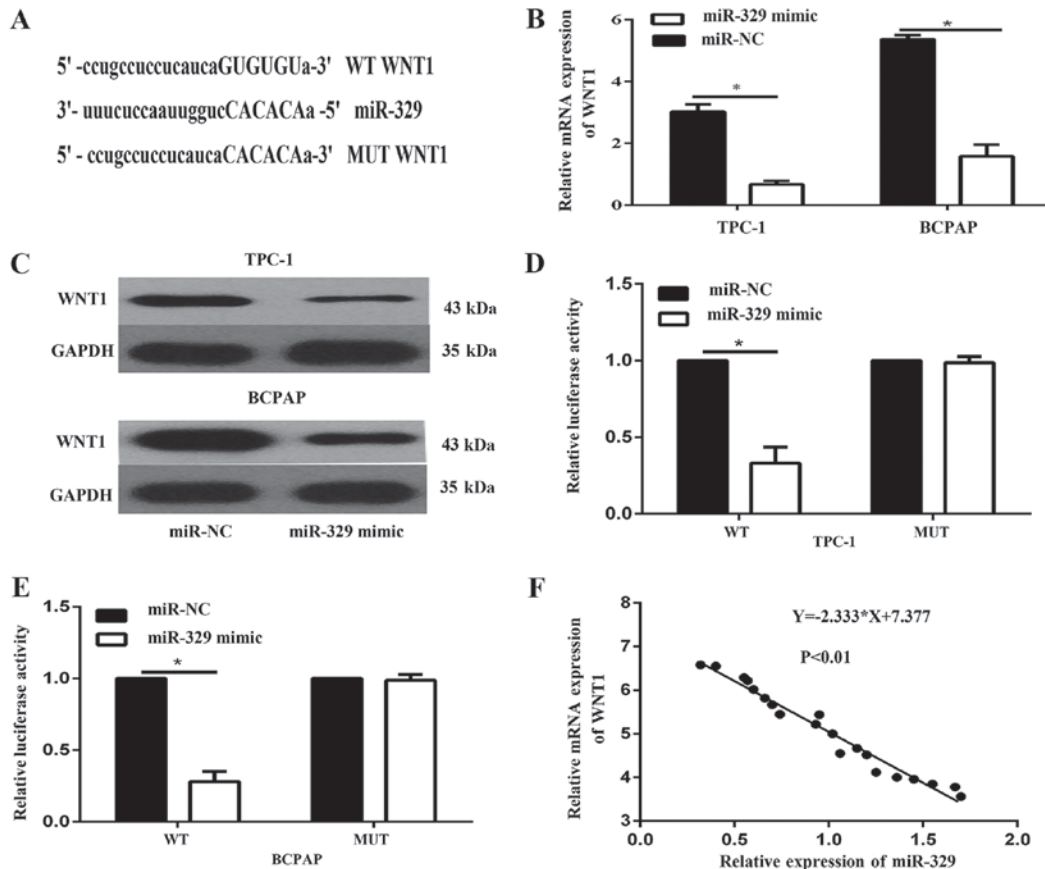 A
5' -ccugccuccucaucaGUGUGUa-3' WT WNT1
3'- uuucuccaauuggucCACACAa -5' miR-329
5' - ccugccuccucaucaCACACAa-3' MUT WNT1
B
miR-329 mimic
miR-NC
Relative mRNA expression
of WNT1
6
4
2
0
*
*
TPC-1
BCPAP
C
TPC-1
WNT1
43 kDa
GAPDH
35 kDa
BCPAP
WNT1
43 kDa
GAPDH
35 kDa
miR-NC
miR-329 mimic
D
miR-NC
miR-329 mimic
Relative luciferase activity
1.5
1.0
0.5
0.0
*
WT
MUT
TPC-1
E
miR-NC
miR-329 mimic
Relative luciferase activity
1.5
1.0
0.5
0.0
*
WT
MUT
BCPAP
F
Y=-2.333*X+7.377
P<0.01
Relative mRNA expression
of WNT1
8
7
6
5
4
3
0.0
0.5
1.0
1.5
2.0
Relative expression of miR-329